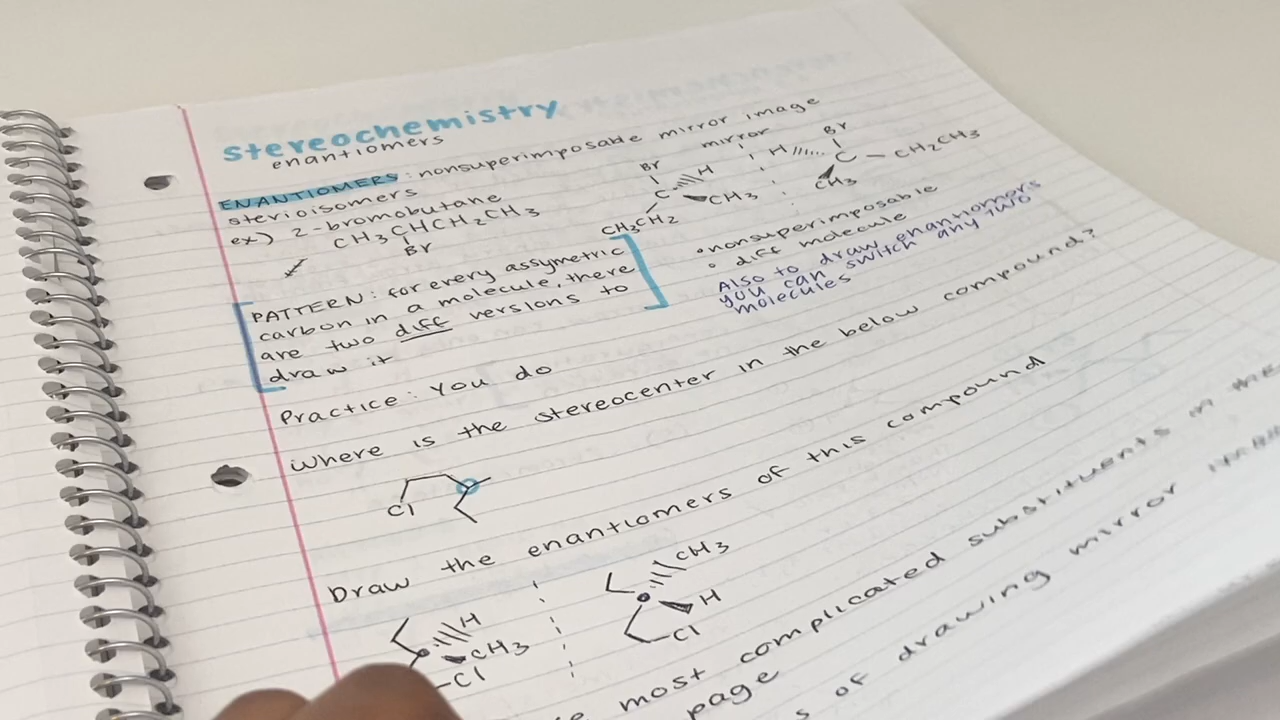 stereochemistry
enantiomers
ENANTIOMERS: nonsuperimposable mirror image
sterioisomers
ex) 2-bromobutane
CH3CHCH2CH3
Br
mirror
Br
H
C
CH3
CH3CH2
Br
H
C
CH2CH3
CH3
•nonsuperimposable
• diff molecule
Also to draw enantiomers
you can switch any two
molecules
PATTERN: for every assymetric
carbon in a molecule, there
are two diff versions to
draw it
Practice: You do
Where is the stereocenter in the below compound?
Cl
Draw the enantiomers of this compound
H
CH3
Cl
CH3
H
Cl
most complicated substituents in the
page
of drawing mirror